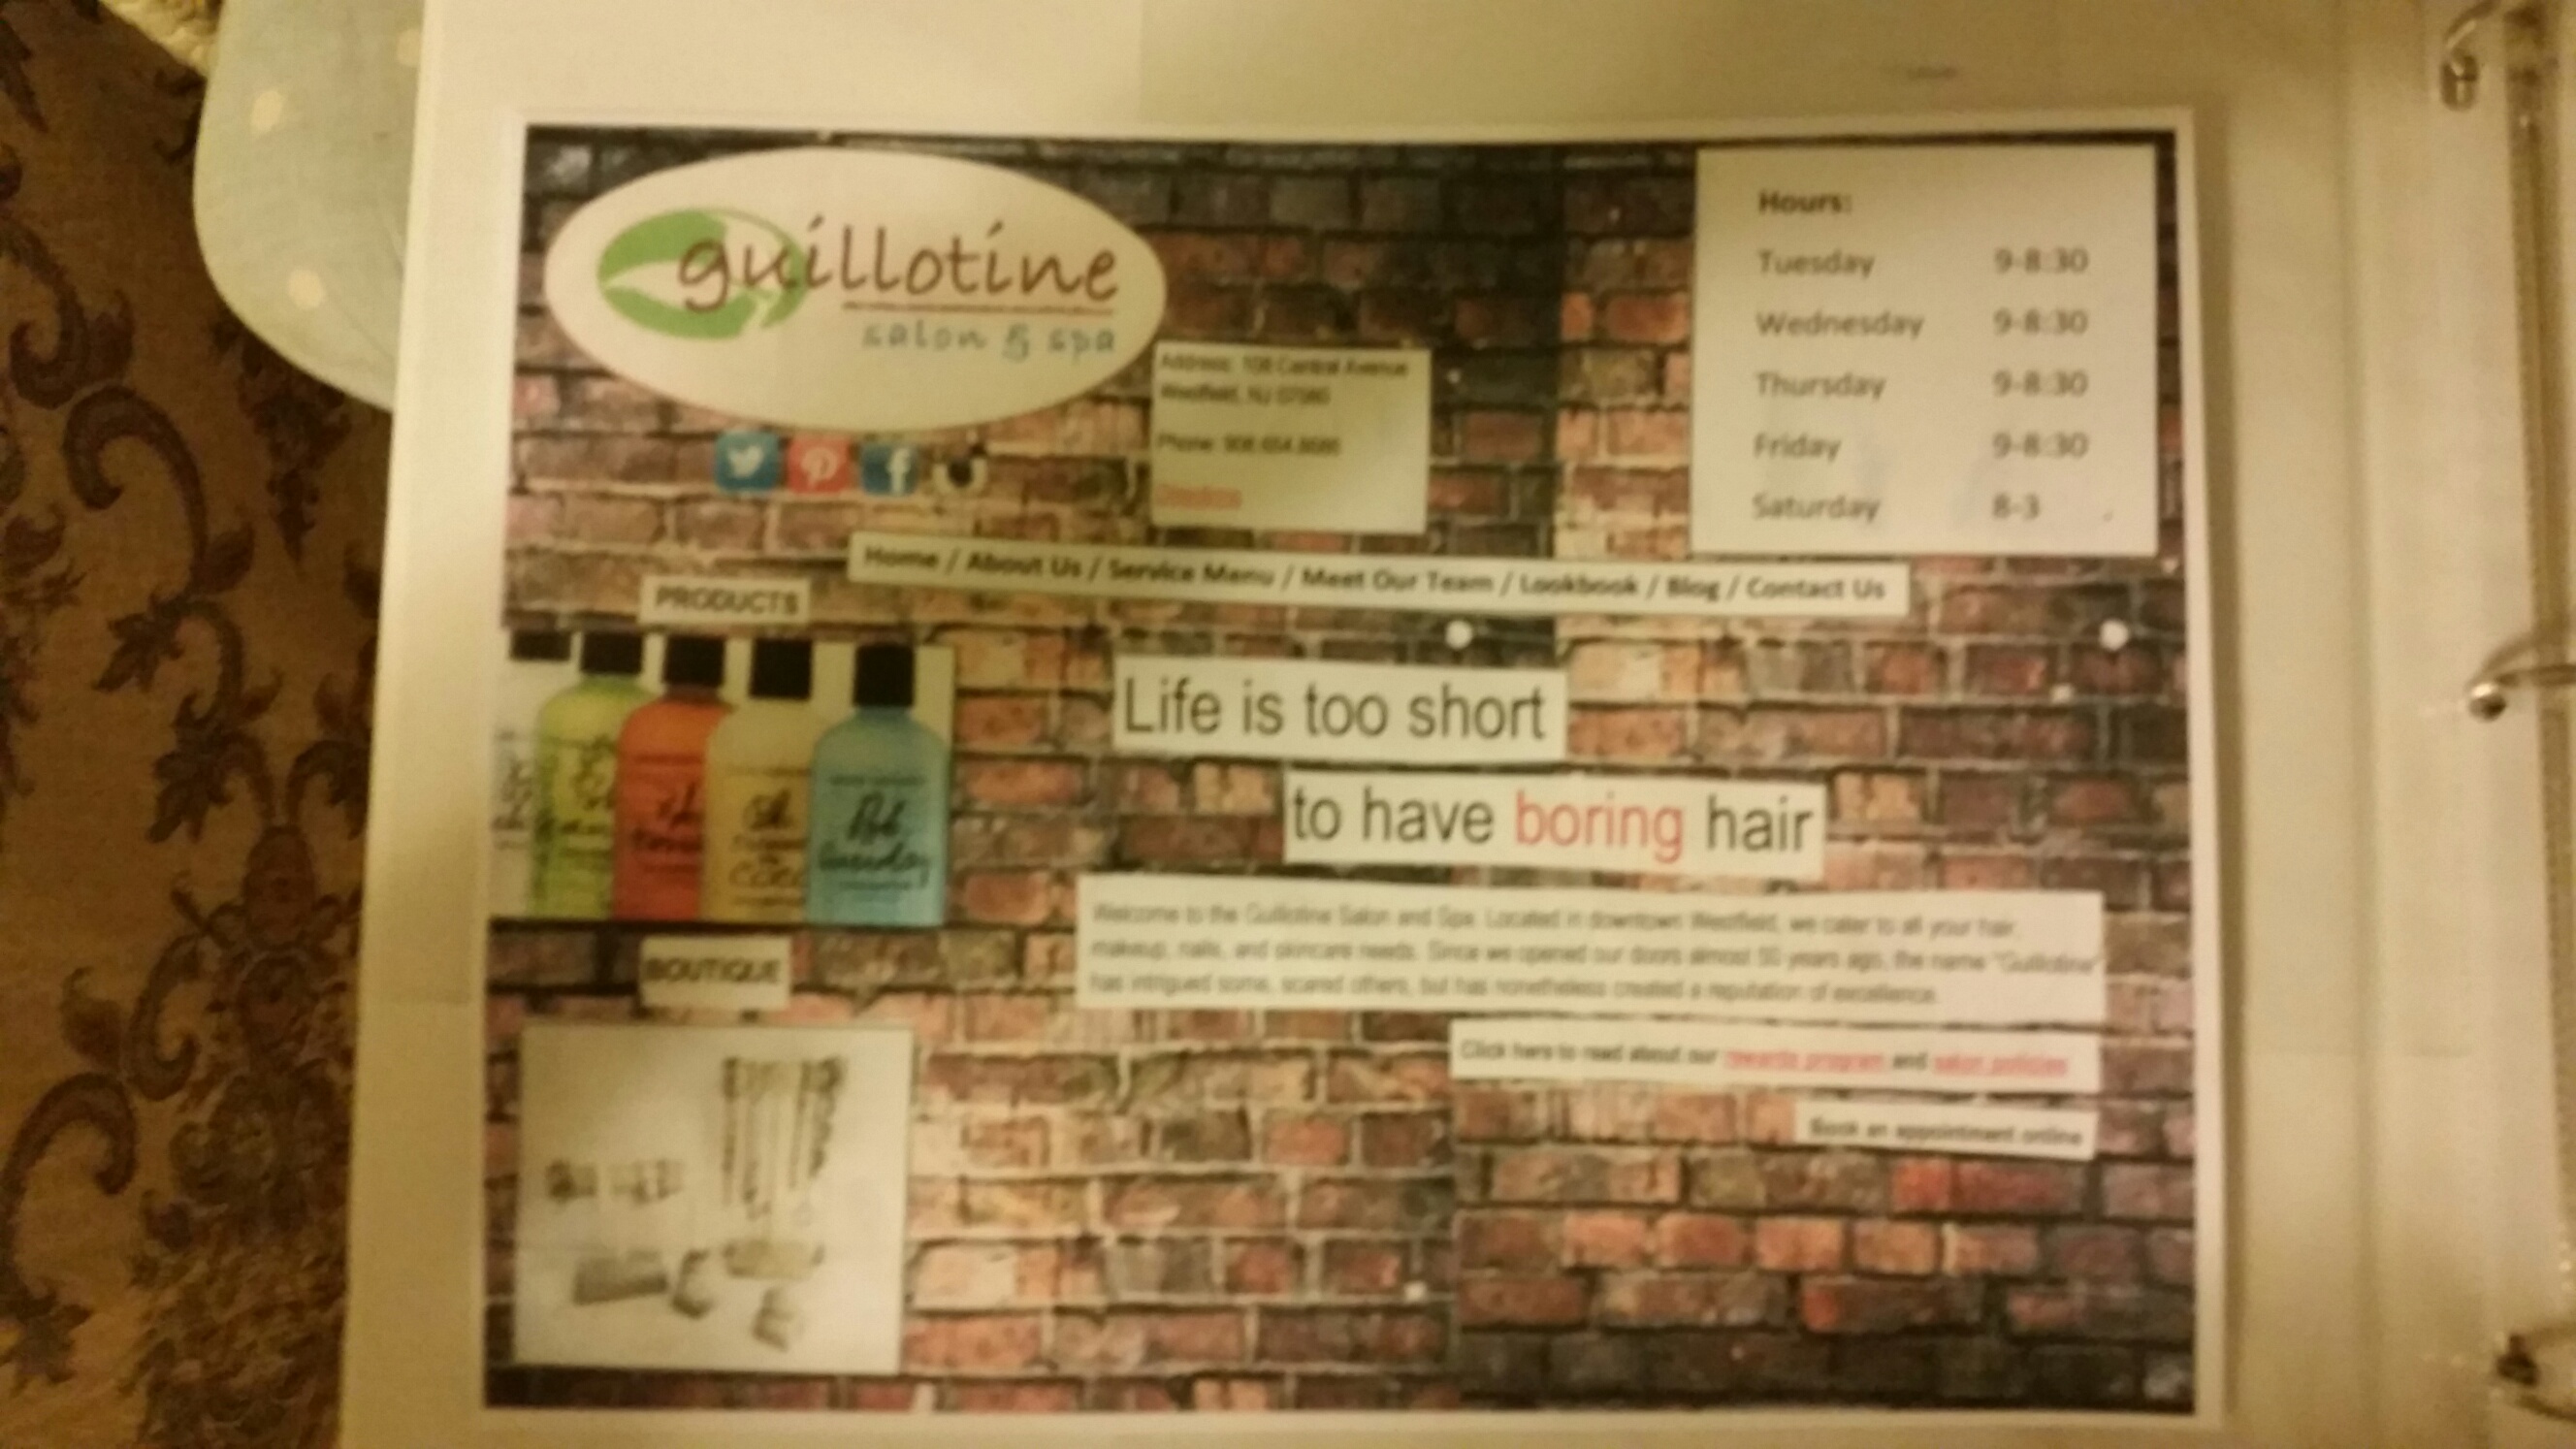 guillotine
salon & spa
Address: 108 Central Avenue
Westfield, NJ
Phone: 908.654.
Directions
Hours:
Tuesday 9-8:30
Wednesday 9-8:30
Thursday 9-8:30
Friday 9-8:30
Saturday 8-3
Home / About Us / Service Menu / Meet Our Team / Lookbook / Blog / Contact Us
PRODUCTS
Life is too short
to have boring hair
Welcome to the Guillotine Salon and Spa. Located in downtown Westfield, we cater to all your hair,
makeup, nails, and skincare needs. Since we opened our doors almost 50 years ago, the name "Guillotine"
has intrigued some, scared others, but has nonetheless created a reputation of excellence.
Click here to read about our rewards program and salon policies
Book an appointment online
BOUTIQUE